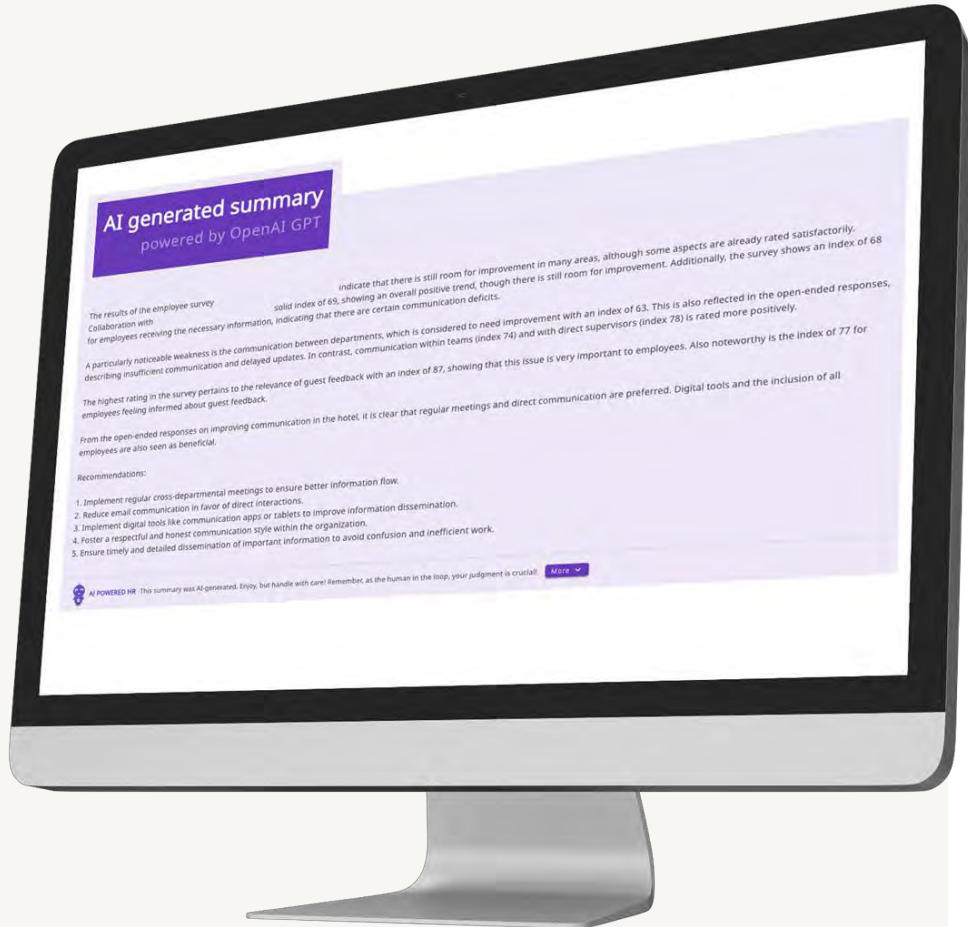 AI generated summary
powered by OpenAI GPT
The results of the employee survey indicate that there is still room for improvement in many areas, although some aspects are already rated satisfactorily.
Collaboration with solid index of 69, showing an overall positive trend, though there is still room for improvement. Additionally, the survey shows an index of 68
for employees receiving the necessary information, indicating that there are certain communication deficits.
A particularly noticeable weakness is the communication between departments, which is considered to need improvement with an index of 63. This is also reflected in the open-ended responses,
describing insufficient communication and delayed updates. In contrast, communication within teams (index 74) and with direct supervisors (index 78) is rated more positively.
The highest rating in the survey pertains to the relevance of guest feedback with an index of 87, showing that this issue is very important to employees. Also noteworthy is the index of 77 for
employees feeling informed about guest feedback.
From the open-ended responses on improving communication in the hotel, it is clear that regular meetings and direct communication are preferred. Digital tools and the inclusion of all
employees are also seen as beneficial.
Recommendations:
1. Implement regular cross-departmental meetings to ensure better information flow.
2. Reduce email communication in favor of direct interactions.
3. Implement digital tools like communication apps or tablets to improve information dissemination.
4. Foster a respectful and honest communication style within the organization.
5. Ensure timely and detailed dissemination of important information to avoid confusion and inefficient work.
AI POWERED HR This summary was AI-generated. Enjoy, but handle with care! Remember, as the human in the loop, your judgment is crucial! More